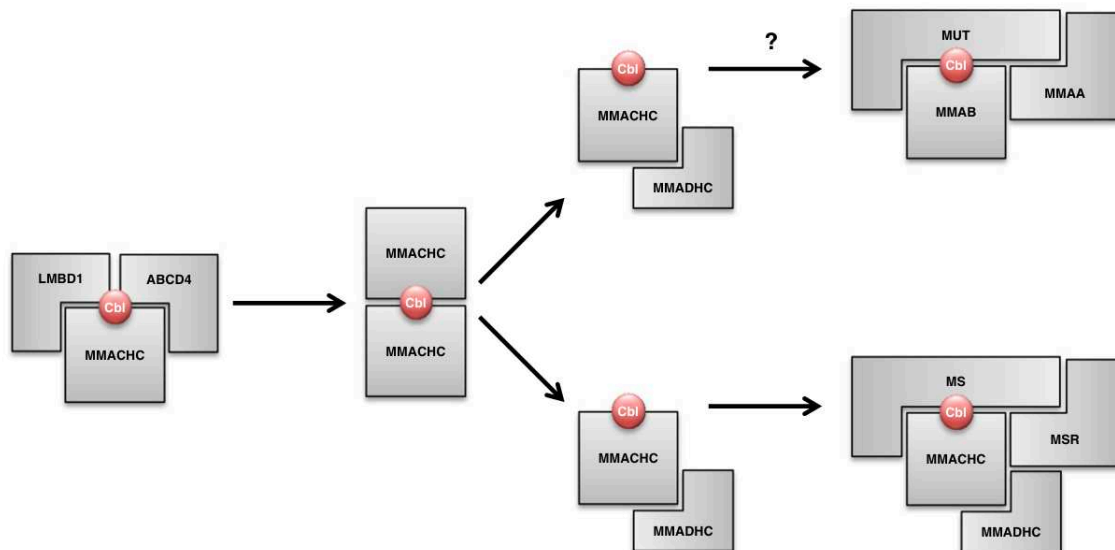 LMBD1
ABCD4
Cbl
MMACHC
MMACHC
Cbl
MMACHC
Cbl
MMACHC
MMADHC
?
MUT
Cbl
MMAB
MMAA
Cbl
MMACHC
MMADHC
MS
Cbl
MMACHC
MSR
MMADHC